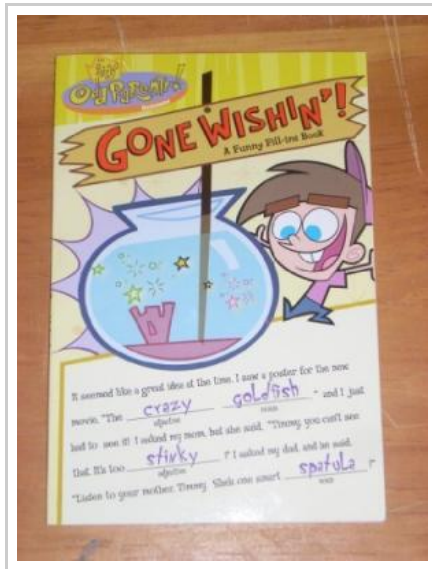 Odd Parents!
GONE WISHIN'!
A Funny Fill-ins Book
It seemed like a great idea at the time. I saw a poster for the new
movie, "The crazy goldfish" and I just
adjective noun
had to see it! I asked my mom, but she said, "Timmy, you can't see
that. It's too stinky !" I asked my dad, and he said,
adjective
"Listen to your mother, Timmy. She's one smart spatula !"
noun